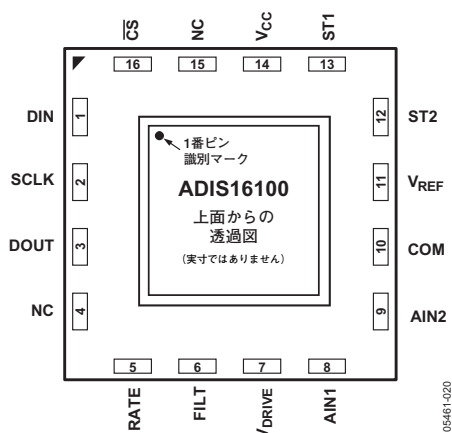 CS NC VCC ST1
16 15 14 13
DIN 1
SCLK 2
DOUT 3
NC 4
1番ピン
識別マーク
ADIS16100
上面からの
透過図
(実寸ではありません)
12 ST2
11 VREF
10 COM
9 AIN2
5 6 7 8
RATE FILT VDRIVE AIN1
05461-020